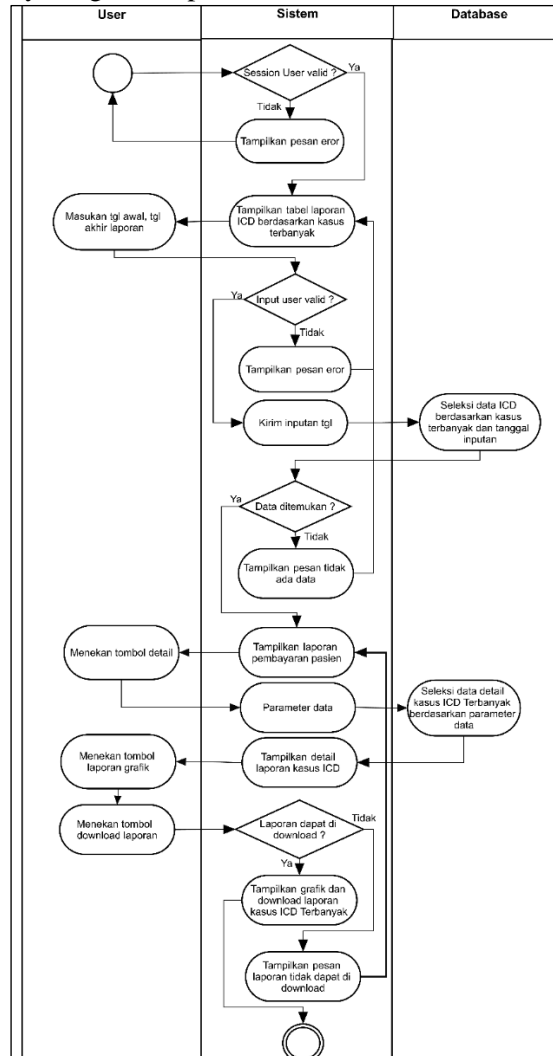 User
Sistem
Database
Session User valid ?
Ya
Tidak
Tampilkan pesan eror
Tampilkan tabel laporan
ICD berdasarkan kasus
terbanyak
Masukan tgl awal, tgl
akhir laporan
Input user valid ?
Ya
Tidak
Tampilkan pesan eror
Kirim inputan tgl
Seleksi data ICD
berdasarkan kasus
terbanyak dan tanggal
inputan
Data ditemukan ?
Ya
Tidak
Tampilkan pesan tidak
ada data
Tampilkan laporan
pembayaran pasien
Menekan tombol detail
Parameter data
Seleksi data detail
kasus ICD Terbanyak
berdasarkan parameter
data
Tampilkan detail
laporan kasus ICD
Menekan tombol
laporan grafik
Menekan tombol
download laporan
Laporan dapat di
download ?
Tidak
Ya
Tampilkan grafik dan
download laporan
kasus ICD Terbanyak
Tampilkan pesan
laporan tidak dapat di
download